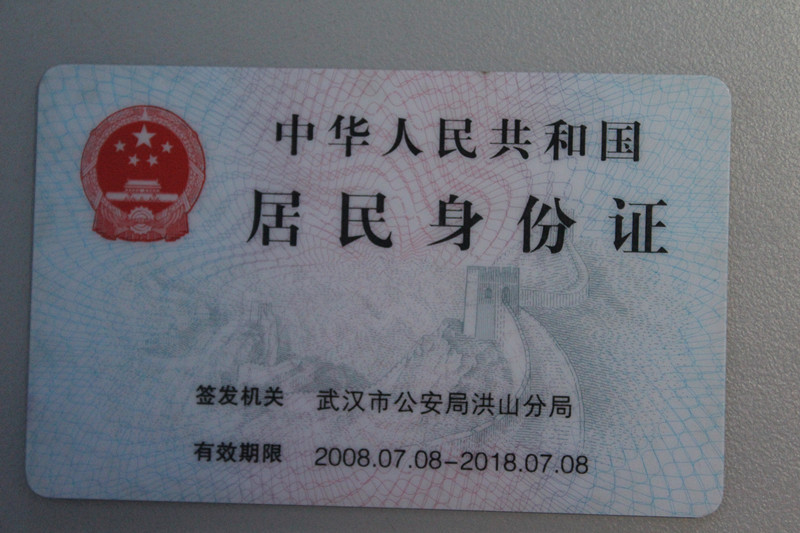 中华人民共和国
居民身份证
签发机关 武汉市公安局洪山分局
有效期限 2008.07.08-2018.07.08